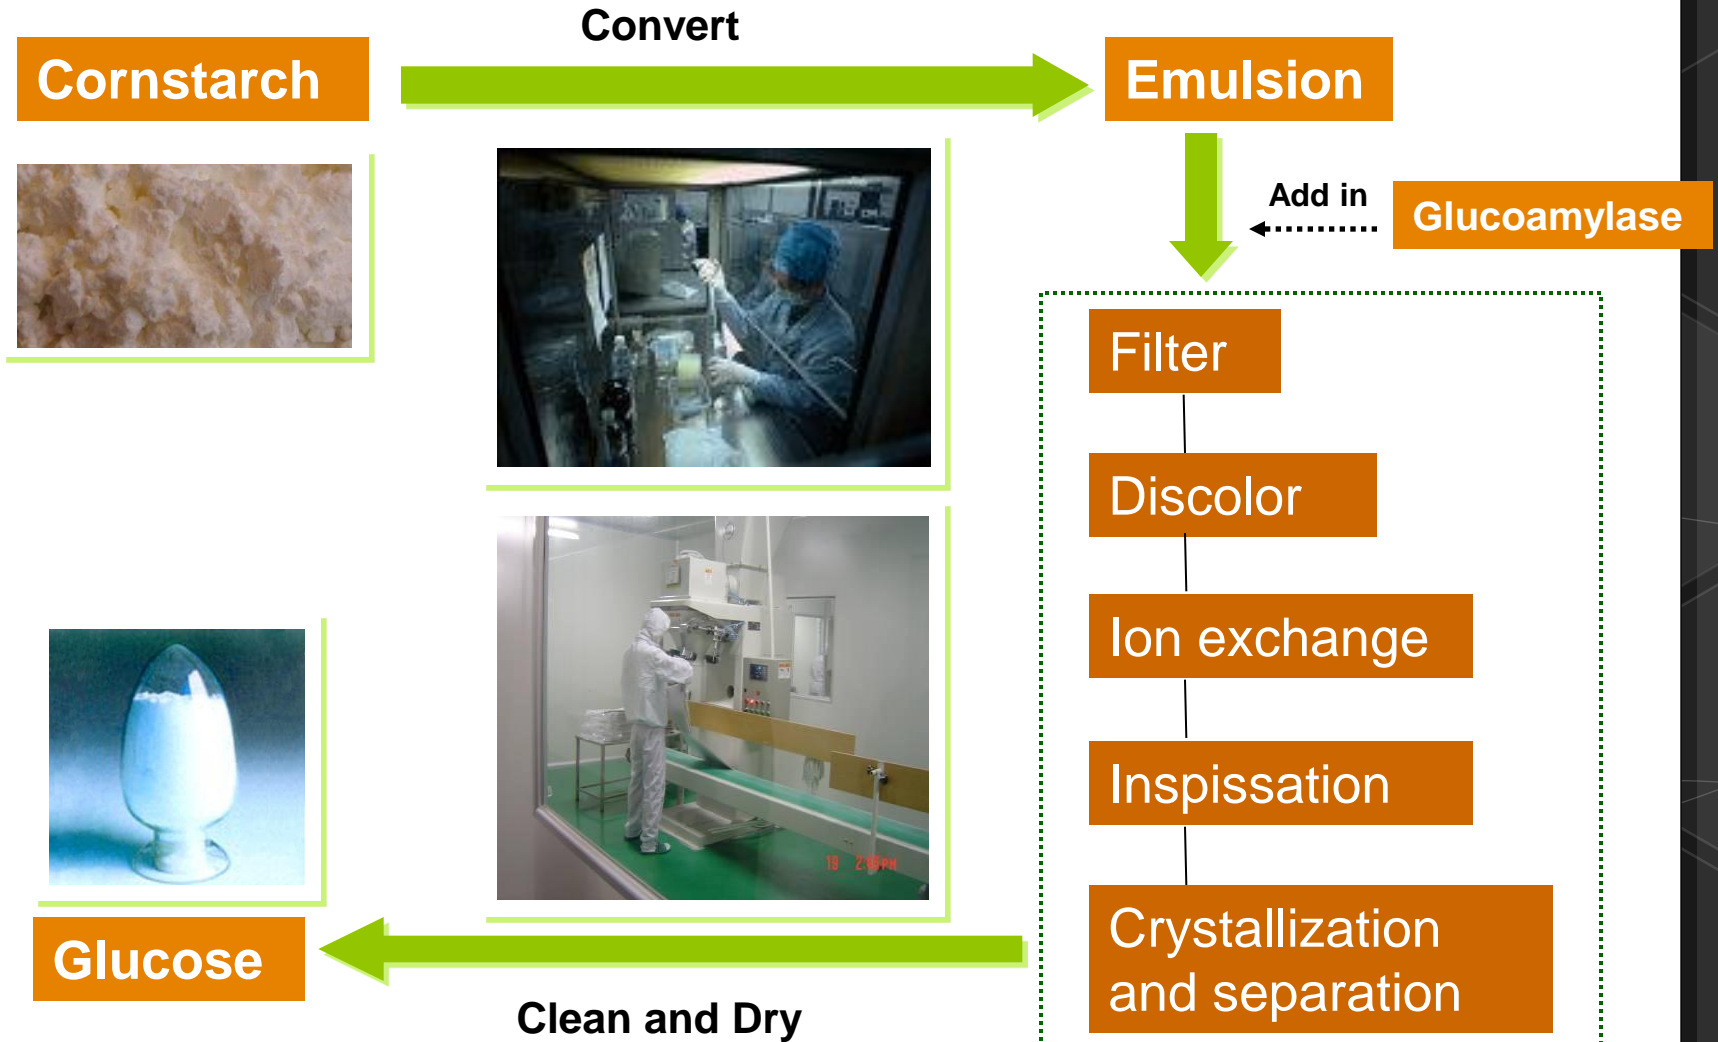 Convert
Cornstarch
Emulsion
Add in
Glucoamylase
Filter
Discolor
Ion exchange
Inspissation
Crystallization
and separation
Glucose
Clean and Dry